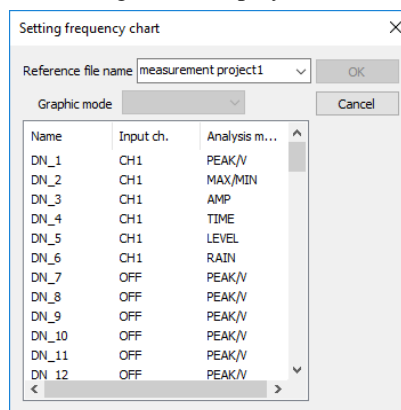 Setting frequency chart
Reference file name measurement project1 OK
Graphic mode Cancel
Name Input ch. Analysis m...
DN_1 CH1 PEAK/V
DN_2 CH1 MAX/MIN
DN_3 CH1 AMP
DN_4 CH1 TIME
DN_5 CH1 LEVEL
DN_6 CH1 RAIN
DN_7 OFF PEAK/V
DN_8 OFF PEAK/V
DN_9 OFF PEAK/V
DN_10 OFF PEAK/V
DN_11 OFF PEAK/V
DN_12 OFF PEAK/V